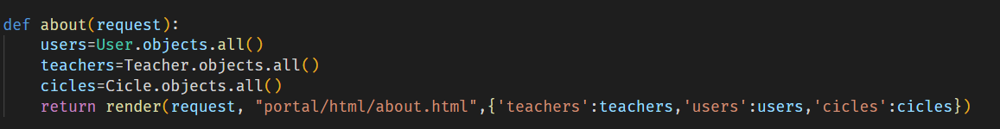 def about(request):
    users=User.objects.all()
    teachers=Teacher.objects.all()
    cicles=Cicle.objects.all()
    return render(request, "portal/html/about.html",{'teachers':teachers,'users':users,'cicles':cicles})